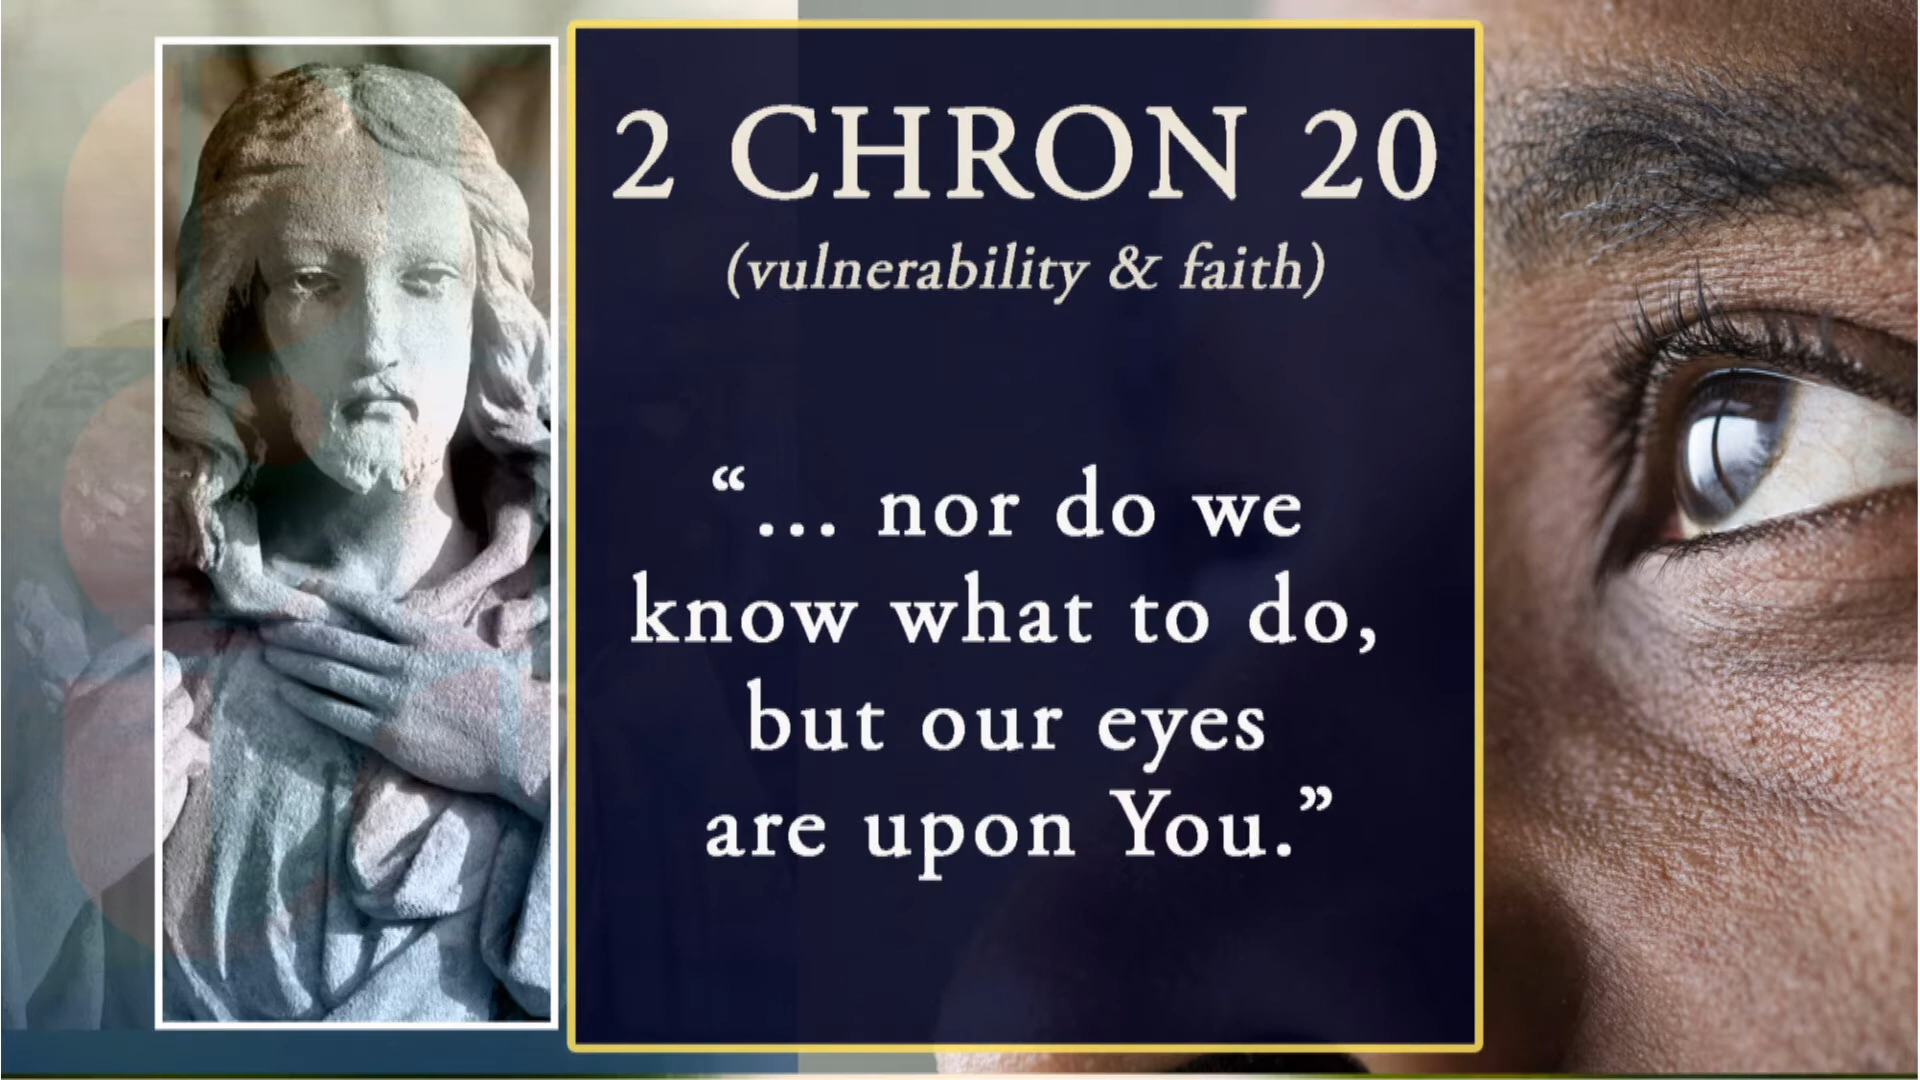 2 CHRON 20
(vulnerability & faith)
“... nor do we
know what to do,
but our eyes
are upon You.”